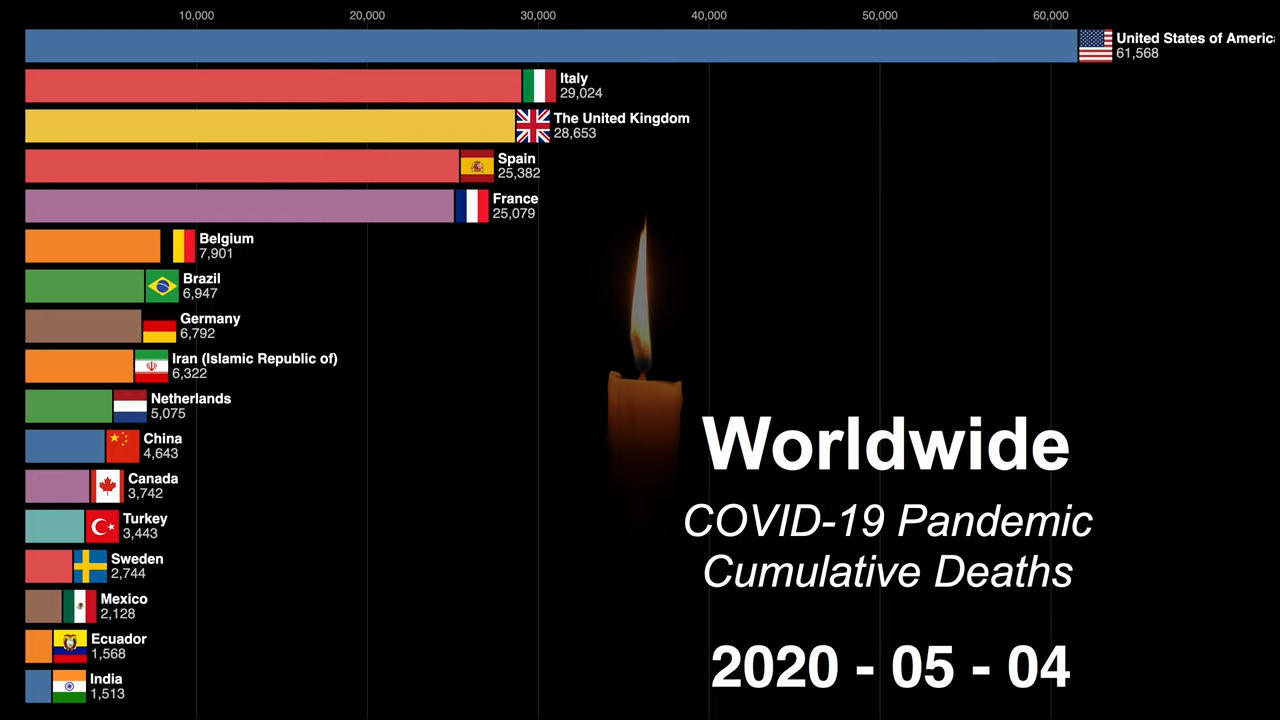 10,000
20,000
30,000
40,000
50,000
60,000
United States of America
61,568
Italy
29,024
The United Kingdom
28,653
Spain
25,382
France
25,079
Belgium
7,901
Brazil
6,947
Germany
6,792
Iran (Islamic Republic of)
6,322
Netherlands
5,075
China
4,643
Canada
3,742
Turkey
3,443
Sweden
2,744
Mexico
2,128
Ecuador
1,568
India
1,513
Worldwide
COVID-19 Pandemic
Cumulative Deaths
2020 - 05 - 04